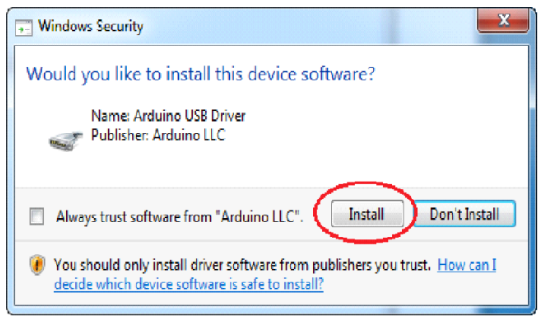 Windows Security
Would you like to install this device software?
Name: Arduino USB Driver
Publisher: Arduino LLC
Always trust software from "Arduino LLC".
Install
Don't Install
You should only install driver software from publishers you trust. How can I
decide which device software is safe to install?